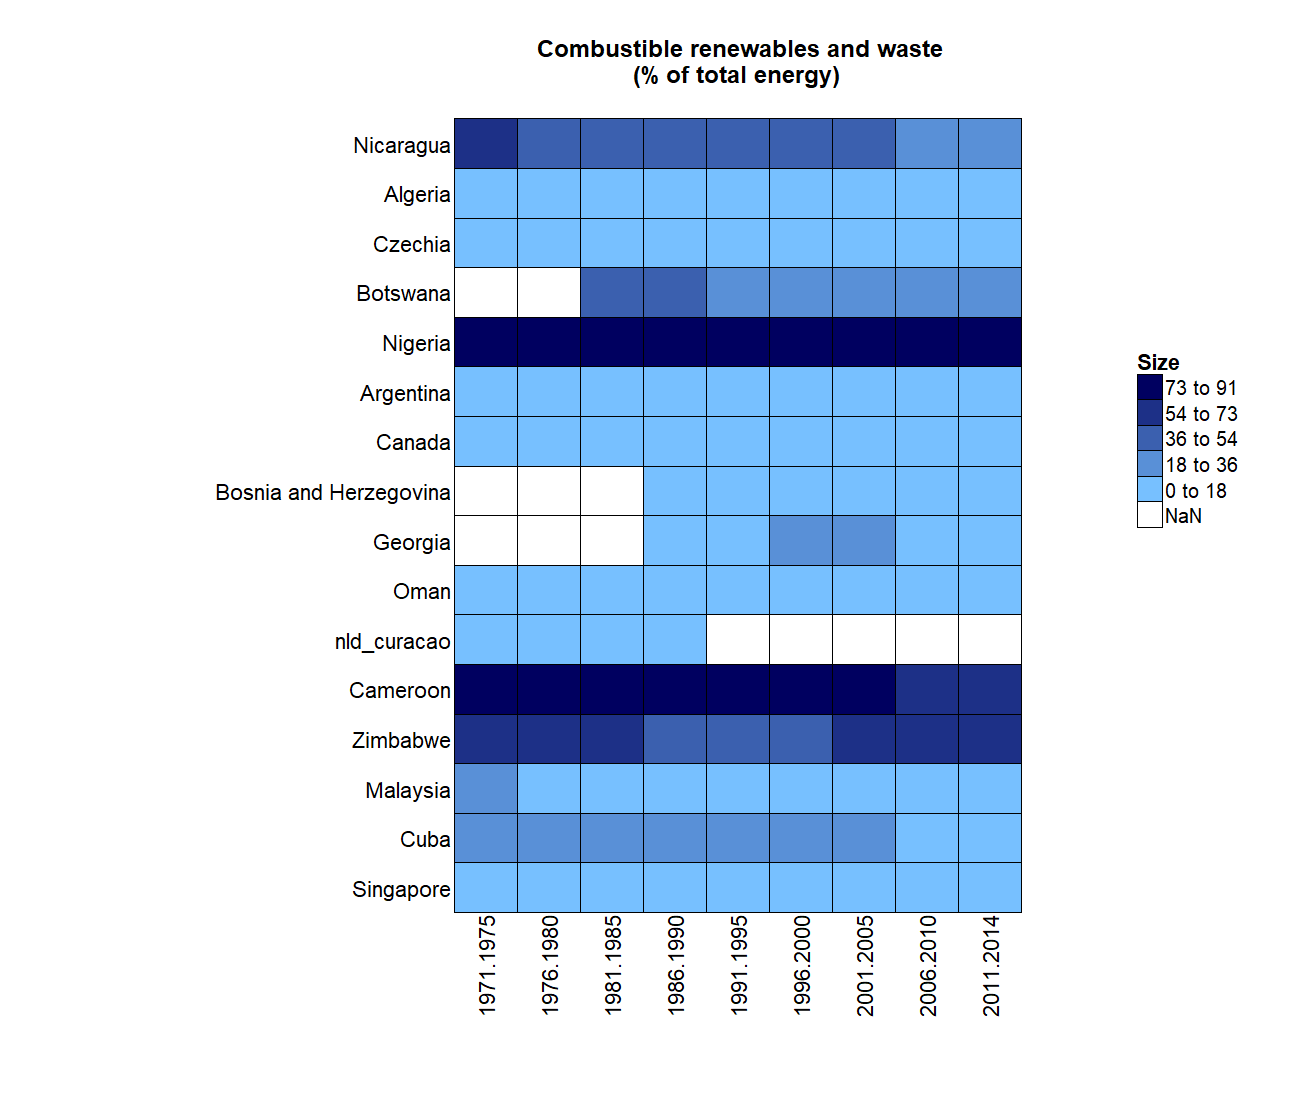 Combustible renewables and waste
(% of total energy)
Nicaragua
Algeria
Czechia
Botswana
Nigeria
Argentina
Canada
Bosnia and Herzegovina
Georgia
Oman
nld_curacao
Cameroon
Zimbabwe
Malaysia
Cuba
Singapore
1971.1975
1976.1980
1981.1985
1986.1990
1991.1995
1996.2000
2001.2005
2006.2010
2011.2014
Size
73 to 91
54 to 73
36 to 54
18 to 36
0 to 18
NaN